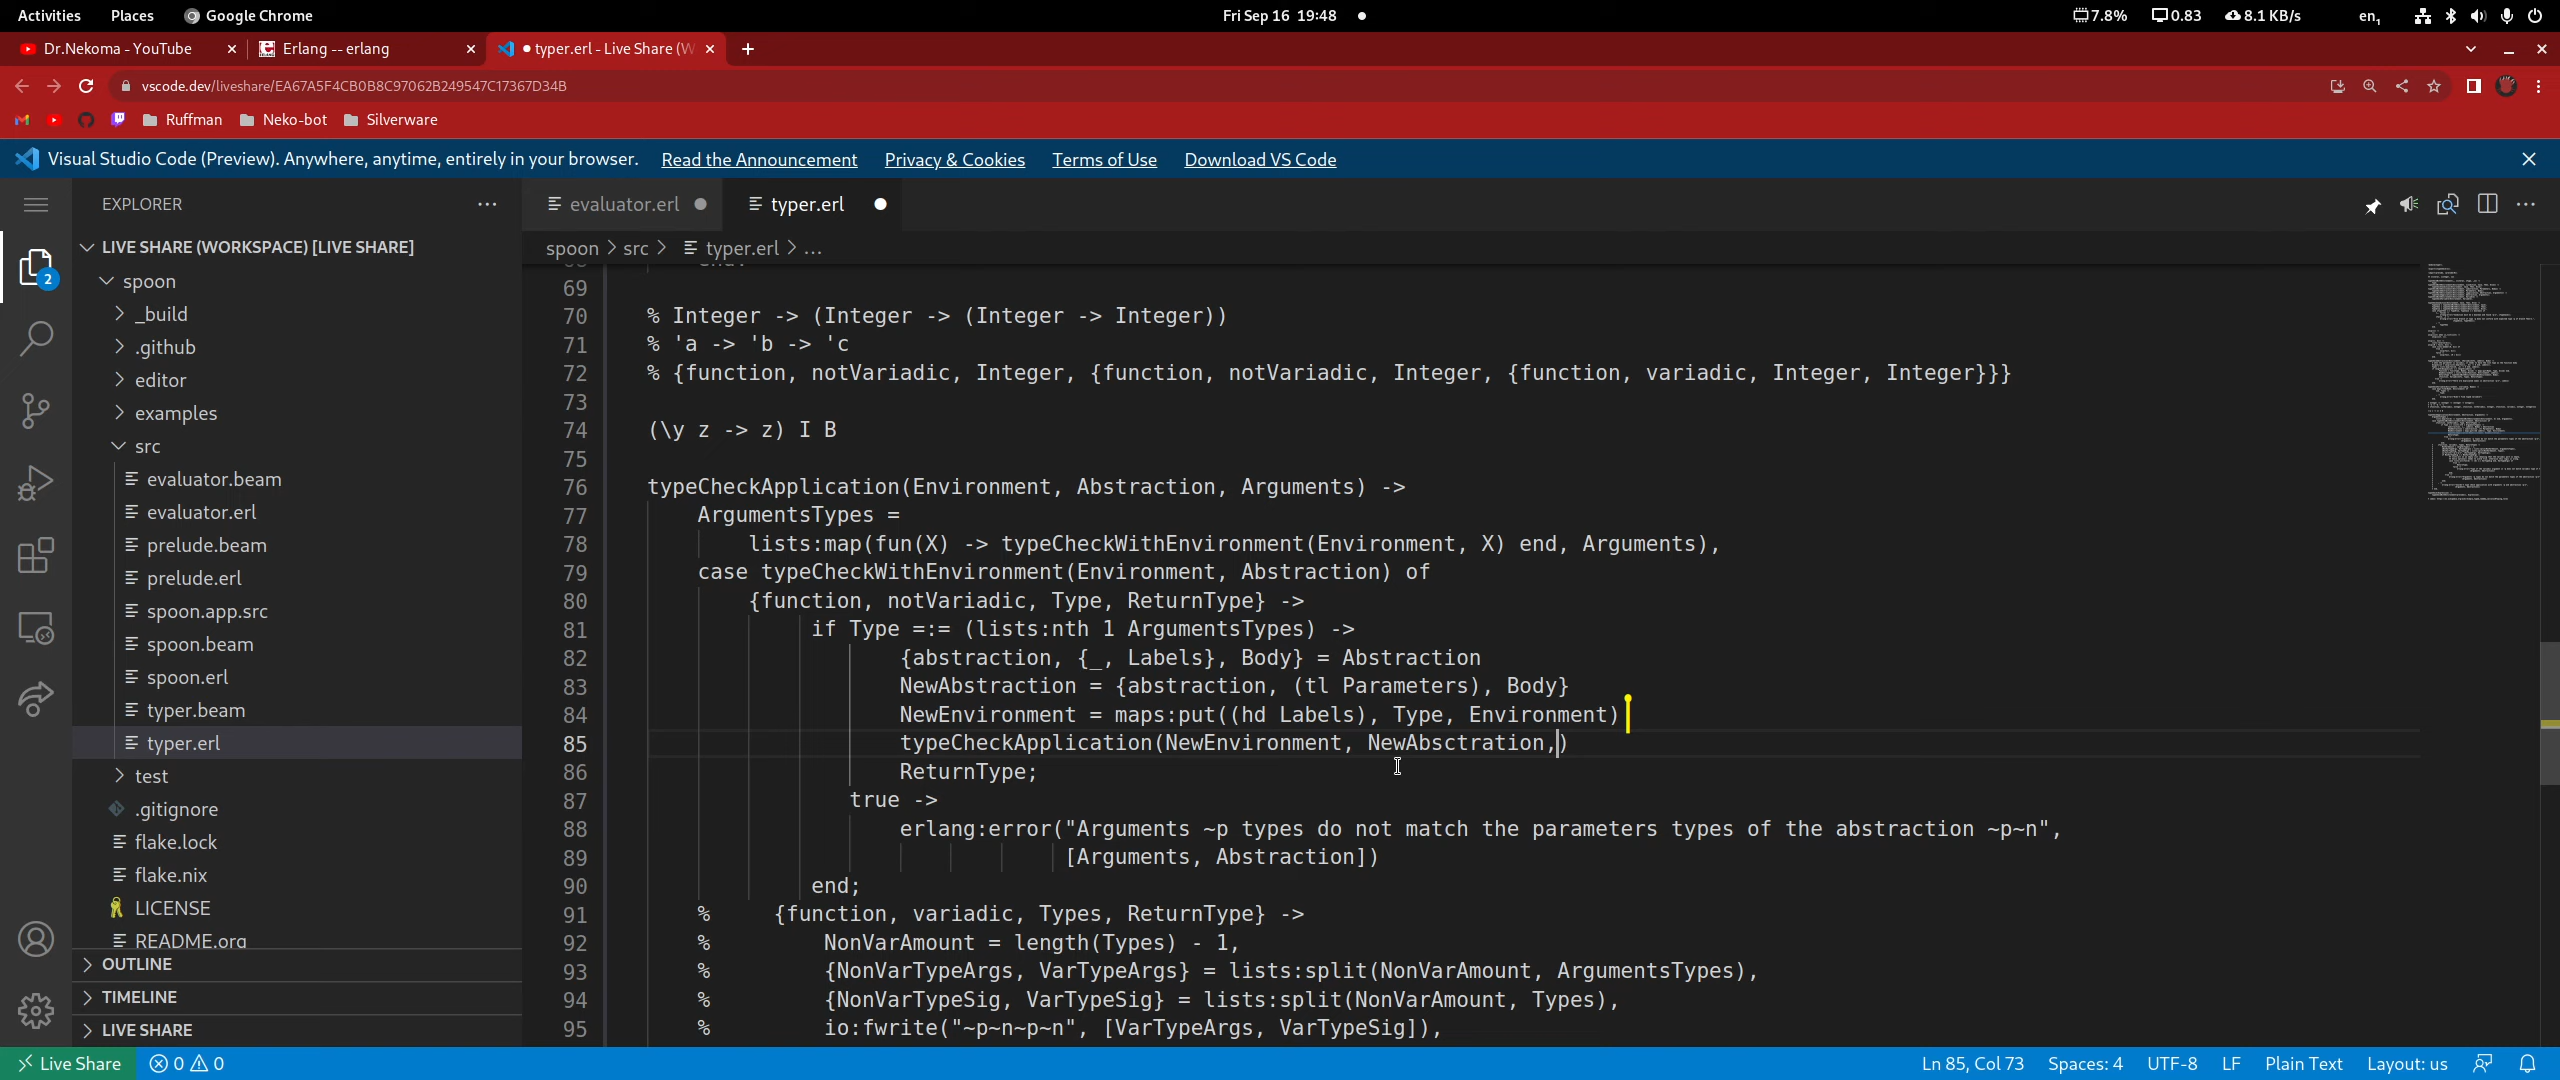 Activities Places Google Chrome Fri Sep 16 19:48 7.8% 0.83 8.1 KB/s en₁
Dr.Nekoma - YouTube Erlang -- erlang typer.erl - Live Share (W
vscode.dev/liveshare/EA67A5F4CB0B8C97062B249547C17367D34B
Ruffman Neko-bot Silverware
Visual Studio Code (Preview). Anywhere, anytime, entirely in your browser. Read the Announcement Privacy & Cookies Terms of Use Download VS Code
EXPLORER
LIVE SHARE (WORKSPACE) [LIVE SHARE]
spoon
_build
.github
editor
examples
src
evaluator.beam
evaluator.erl
prelude.beam
prelude.erl
spoon.app.src
spoon.beam
spoon.erl
typer.beam
typer.erl
test
.gitignore
flake.lock
flake.nix
LICENSE
README.org
OUTLINE
TIMELINE
LIVE SHARE
2
evaluator.erl typer.erl
spoon > src > typer.erl > ...
69
70 % Integer -> (Integer -> (Integer -> Integer))
71 % 'a -> 'b -> 'c
72 % {function, notVariadic, Integer, {function, notVariadic, Integer, {function, variadic, Integer, Integer}}}
73
74 (\y z -> z) I B
75
76 typeCheckApplication(Environment, Abstraction, Arguments) ->
77 ArgumentsTypes =
78 lists:map(fun(X) -> typeCheckWithEnvironment(Environment, X) end, Arguments),
79 case typeCheckWithEnvironment(Environment, Abstraction) of
80 {function, notVariadic, Type, ReturnType} ->
81 if Type =:= (lists:nth 1 ArgumentsTypes) ->
82 {abstraction, {_, Labels}, Body} = Abstraction
83 NewAbstraction = {abstraction, (tl Parameters), Body}
84 NewEnvironment = maps:put((hd Labels), Type, Environment)
85 typeCheckApplication(NewEnvironment, NewAbsctration,)
86 ReturnType;
87 true ->
88 erlang:error("Arguments ~p types do not match the parameters types of the abstraction ~p~n",
89 [Arguments, Abstraction])
90 end;
91 % {function, variadic, Types, ReturnType} ->
92 % NonVarAmount = length(Types) - 1,
93 % {NonVarTypeArgs, VarTypeArgs} = lists:split(NonVarAmount, ArgumentsTypes),
94 % {NonVarTypeSig, VarTypeSig} = lists:split(NonVarAmount, Types),
95 % io:fwrite("~p~n~p~n", [VarTypeArgs, VarTypeSig]),
Live Share 0 0 Ln 85, Col 73 Spaces: 4 UTF-8 LF Plain Text Layout: us